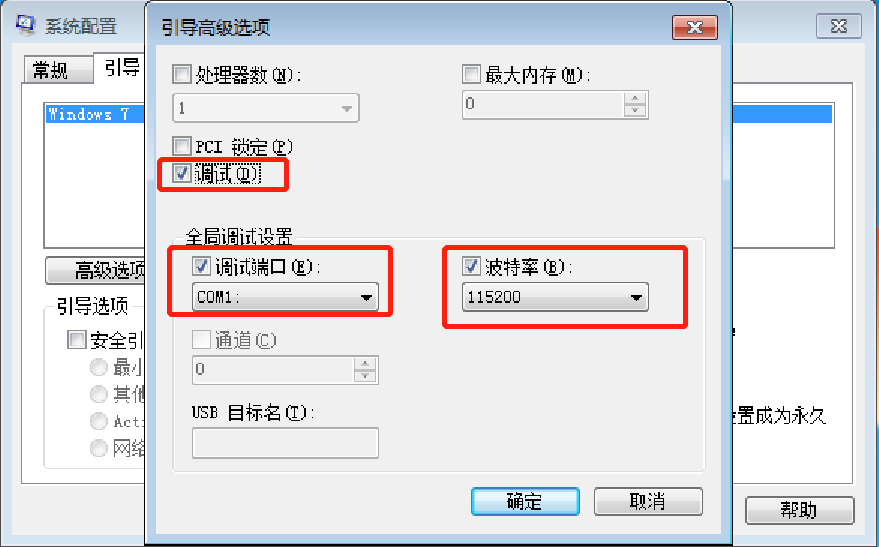 系统配置
引导高级选项
常规
引导
处理器数(N):
最大内存(M):
1
0
Windows 7
PCI 锁定(P)
调试(D)
全局调试设置
调试端口(E):
波特率(B):
高级选项
COM1:
115200
引导选项
安全引
通道(C)
最小
0
其他
USB 目标名(T):
Acti
置成为永久
网络
确定
取消
帮助